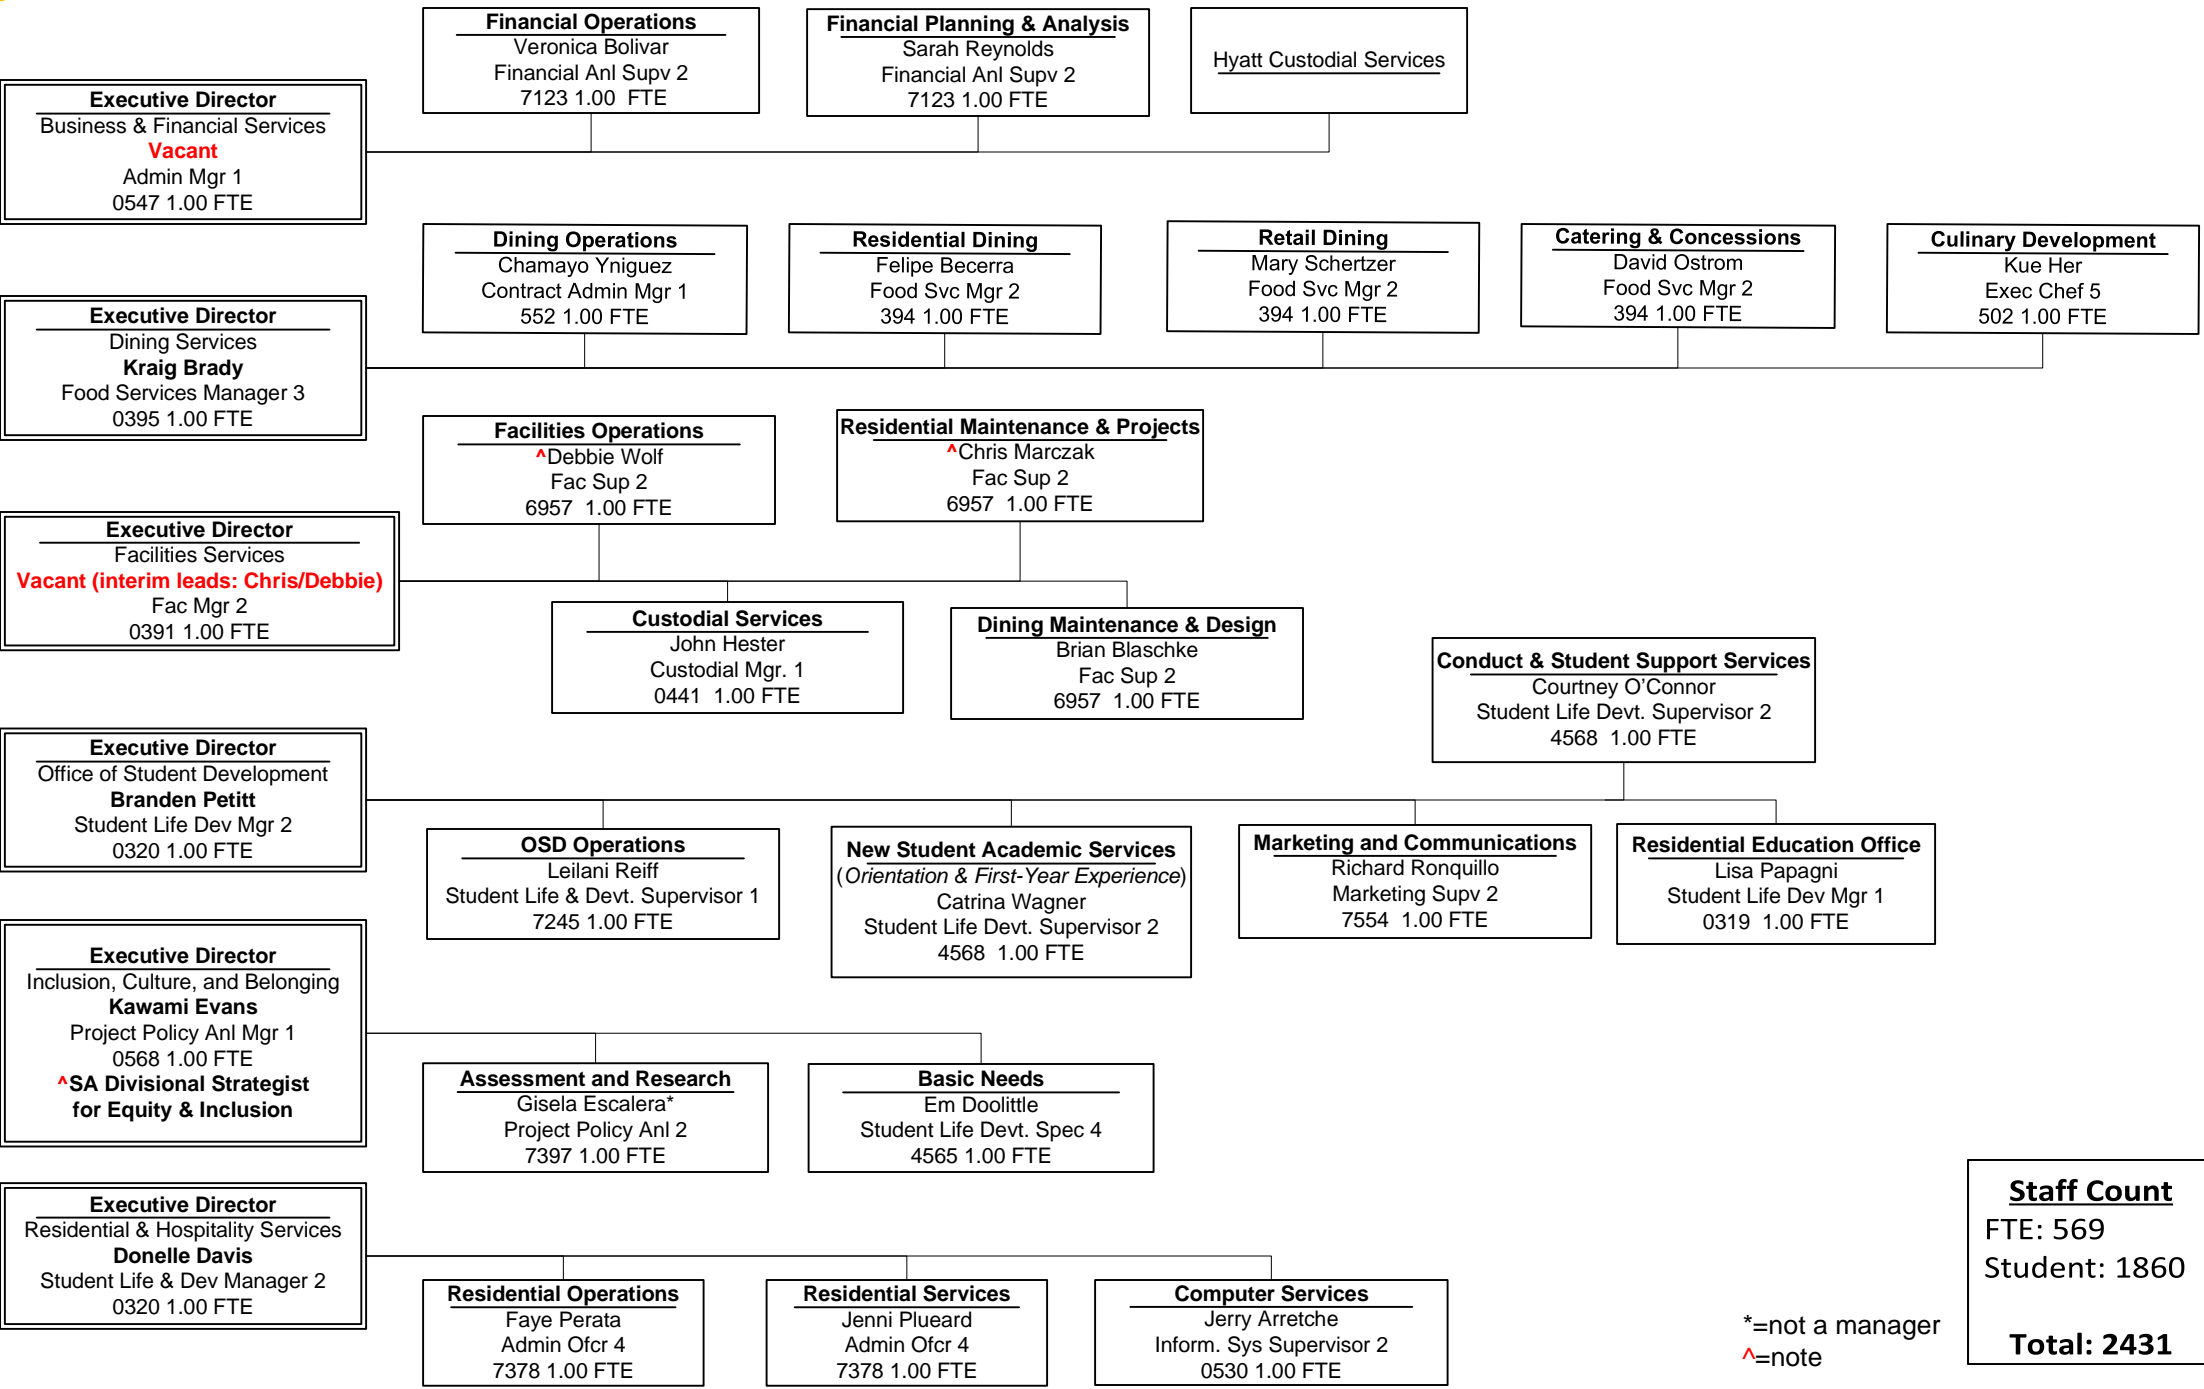 Financial Operations
Veronica Bolivar
Financial Anl Supv 2
7123 1.00 FTE
Financial Planning & Analysis
Sarah Reynolds
Financial Anl Supv 2
7123 1.00 FTE
Hyatt Custodial Services
Executive Director
Business & Financial Services
Vacant
Admin Mgr 1
0547 1.00 FTE
Dining Operations
Chamayo Yniguez
Contract Admin Mgr 1
552 1.00 FTE
Residential Dining
Felipe Becerra
Food Svc Mgr 2
394 1.00 FTE
Retail Dining
Mary Schertzer
Food Svc Mgr 2
394 1.00 FTE
Catering & Concessions
David Ostrom
Food Svc Mgr 2
394 1.00 FTE
Culinary Development
Kue Her
Exec Chef 5
502 1.00 FTE
Executive Director
Dining Services
Kraig Brady
Food Services Manager 3
0395 1.00 FTE
Facilities Operations
^Debbie Wolf
Fac Sup 2
6957 1.00 FTE
Residential Maintenance & Projects
^Chris Marczak
Fac Sup 2
6957 1.00 FTE
Executive Director
Facilities Services
Vacant (interim leads: Chris/Debbie)
Fac Mgr 2
0391 1.00 FTE
Custodial Services
John Hester
Custodial Mgr. 1
0441 1.00 FTE
Dining Maintenance & Design
Brian Blaschke
Fac Sup 2
6957 1.00 FTE
Conduct & Student Support Services
Courtney O’Connor
Student Life Devt. Supervisor 2
4568 1.00 FTE
Executive Director
Office of Student Development
Branden Petitt
Student Life Dev Mgr 2
0320 1.00 FTE
OSD Operations
Leilani Reiff
Student Life & Devt. Supervisor 1
7245 1.00 FTE
New Student Academic Services
(Orientation & First-Year Experience)
Catrina Wagner
Student Life Devt. Supervisor 2
4568 1.00 FTE
Marketing and Communications
Richard Ronquillo
Marketing Supv 2
7554 1.00 FTE
Residential Education Office
Lisa Papagni
Student Life Dev Mgr 1
0319 1.00 FTE
Executive Director
Inclusion, Culture, and Belonging
Kawami Evans
Project Policy Anl Mgr 1
0568 1.00 FTE
^SA Divisional Strategist
for Equity & Inclusion
Assessment and Research
Gisela Escalera*
Project Policy Anl 2
7397 1.00 FTE
Basic Needs
Em Doolittle
Student Life Devt. Spec 4
4565 1.00 FTE
Executive Director
Residential & Hospitality Services
Donelle Davis
Student Life & Dev Manager 2
0320 1.00 FTE
Residential Operations
Faye Perata
Admin Ofcr 4
7378 1.00 FTE
Residential Services
Jenni Plueard
Admin Ofcr 4
7378 1.00 FTE
Computer Services
Jerry Arretche
Inform. Sys Supervisor 2
0530 1.00 FTE
*=not a manager
^=note
Staff Count
FTE: 569
Student: 1860
Total: 2431